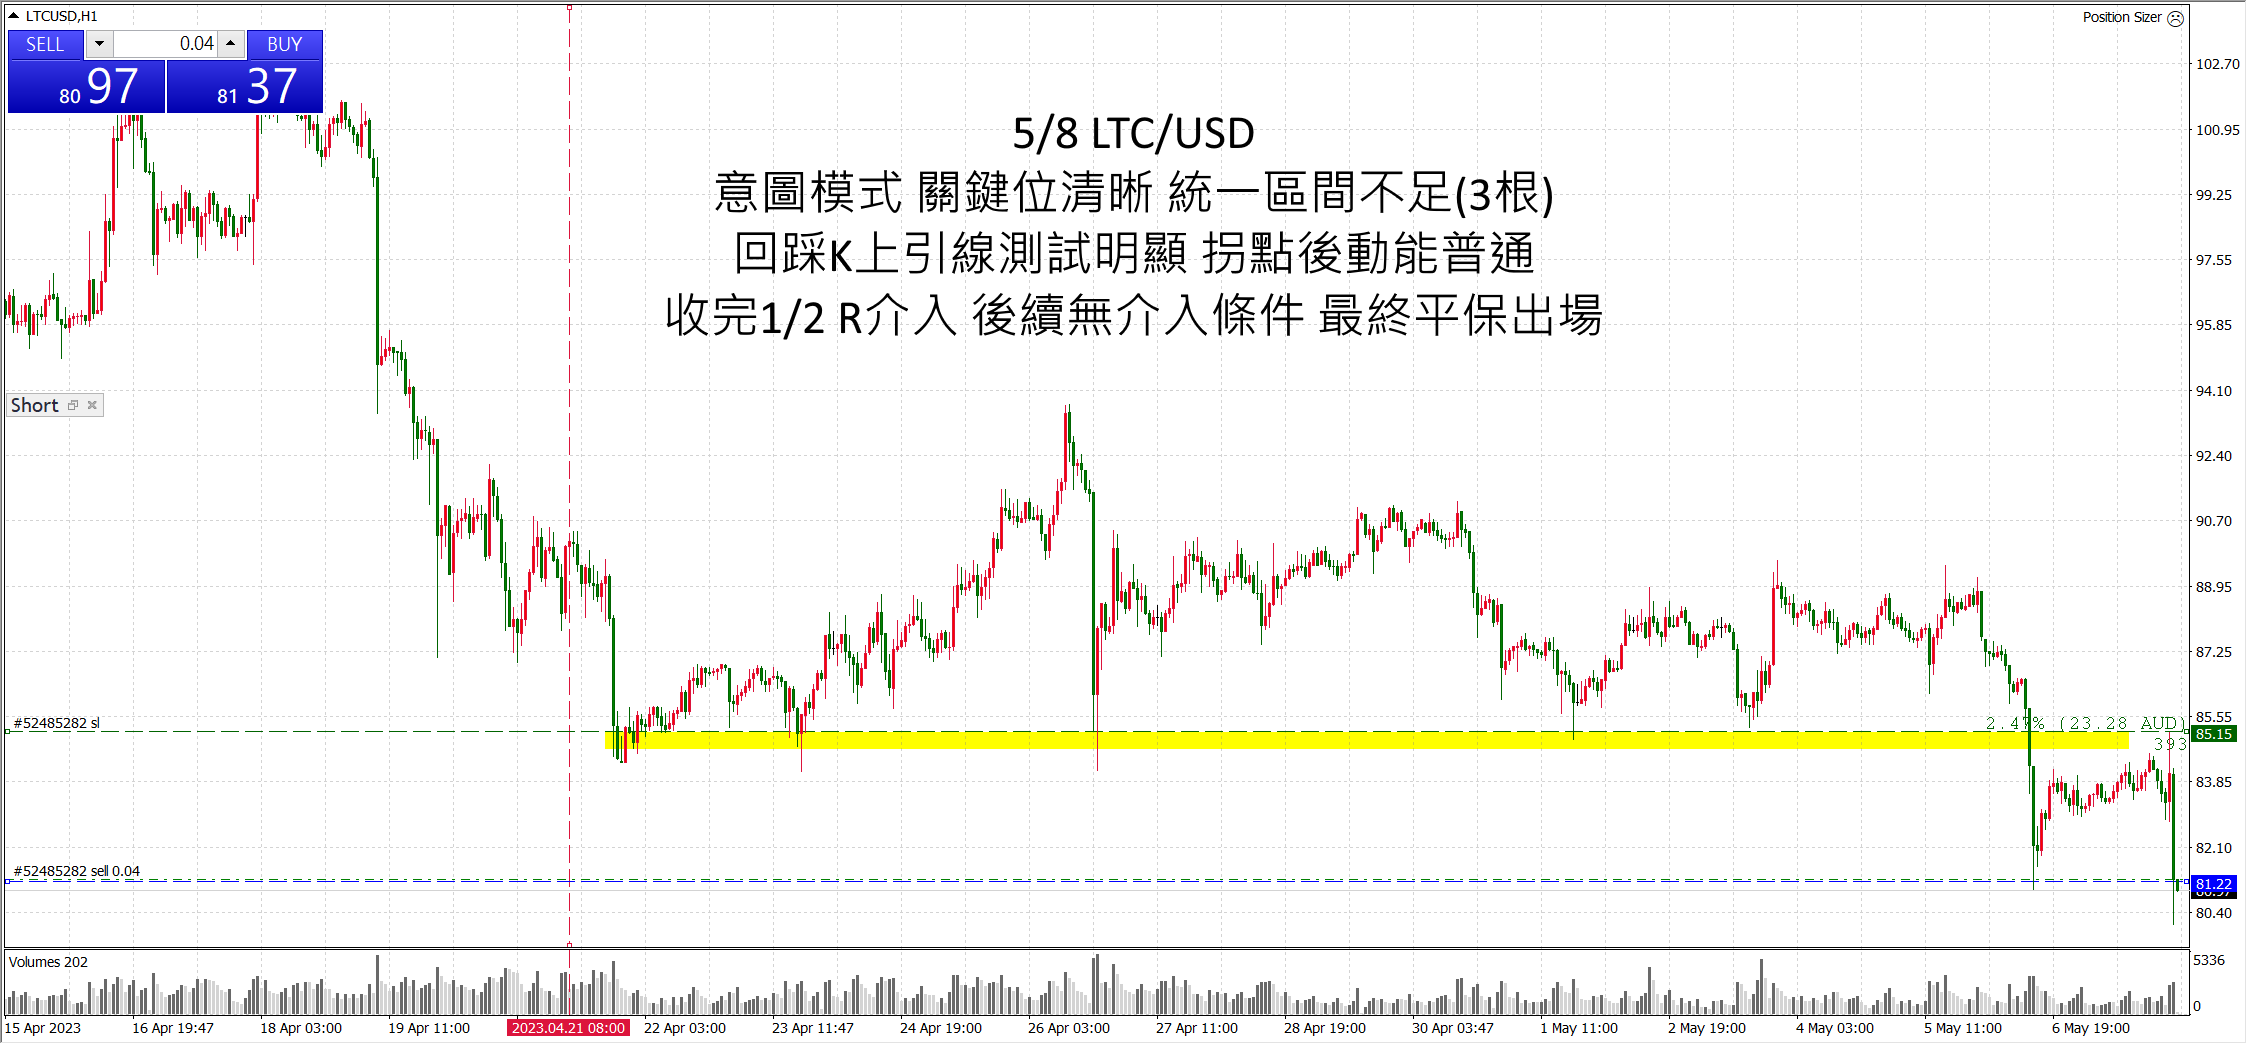 LTCUSD,H1
Position Sizer
SELL 0.04 BUY
80 97 81 37
5/8 LTC/USD
意圖模式 關鍵位清晰 統一區間不足(3根)
回踩K上引線測試明顯 拐點後動能普通
收完1/2 R介入 後續無介入條件 最終平保出場
Short
102.70
100.95
99.25
97.55
95.85
94.10
92.40
90.70
88.95
87.25
85.55
#52485282 sl
2.47% (23.28 AUD)
85.15
393
83.85
82.10
#52485282 sell 0.04
81.22
80.40
Volumes 202
5336
0
15 Apr 2023 16 Apr 19:47 18 Apr 03:00 19 Apr 11:00 2023.04.21 08:00 22 Apr 03:00 23 Apr 11:47 24 Apr 19:00 26 Apr 03:00 27 Apr 11:00 28 Apr 19:00 30 Apr 03:47 1 May 11:00 2 May 19:00 4 May 03:00 5 May 11:00 6 May 19:00